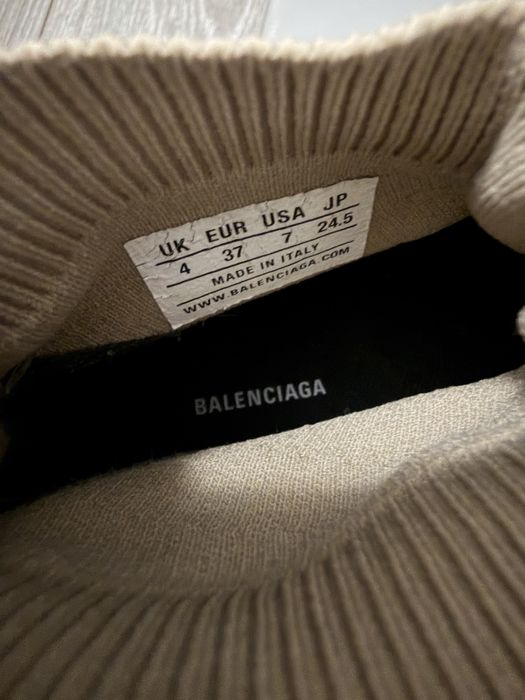 UK EUR USA JP
4 37 7 24.5
MADE IN ITALY
WWW.BALENCIAGA.COM
BALENCIAGA